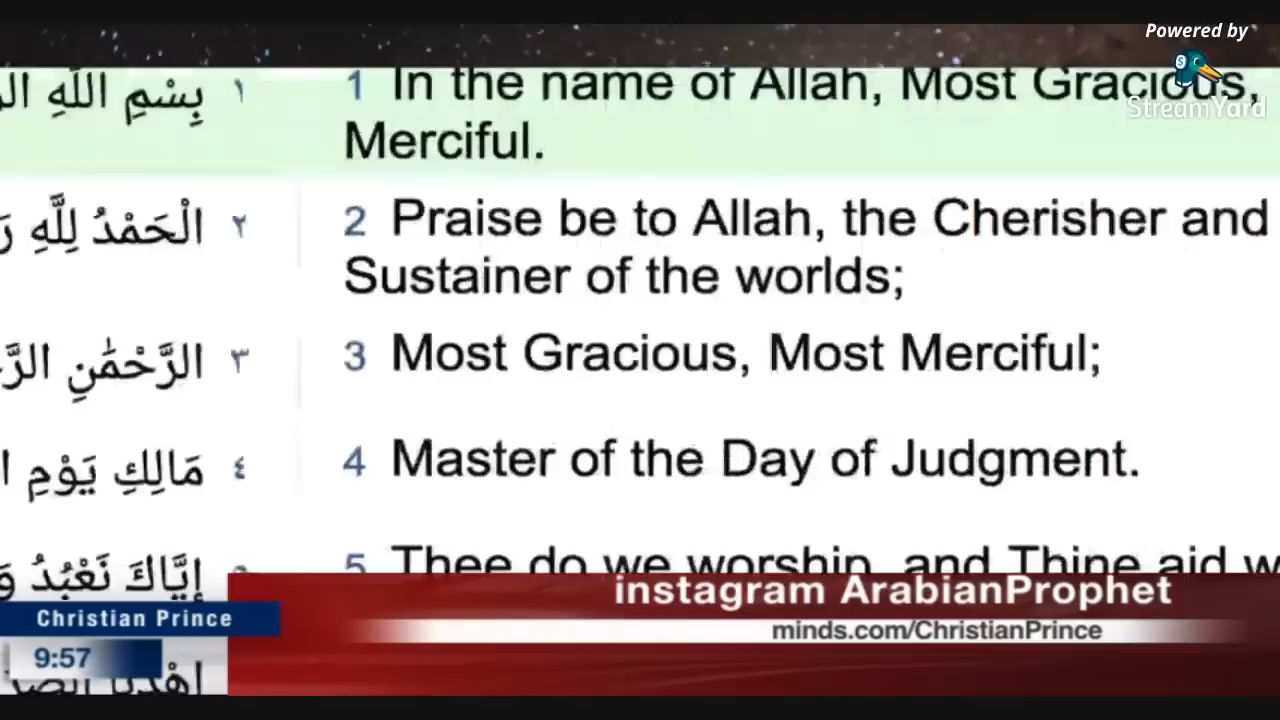 Powered by
StreamYard
بِسْمِ اللَّهِ ١
1 In the name of Allah, Most Gracious,
Merciful.
الْحَمْدُ لِلَّهِ ٢
2 Praise be to Allah, the Cherisher and
Sustainer of the worlds;
الرَّحْمَٰنِ ٣
3 Most Gracious, Most Merciful;
مَالِكِ يَوْمِ ٤
4 Master of the Day of Judgment.
إِيَّاكَ نَعْبُدُ
5 Thee do we worship, and Thine aid
instagram ArabianProphet
Christian Prince
minds.com/ChristianPrince
9:57